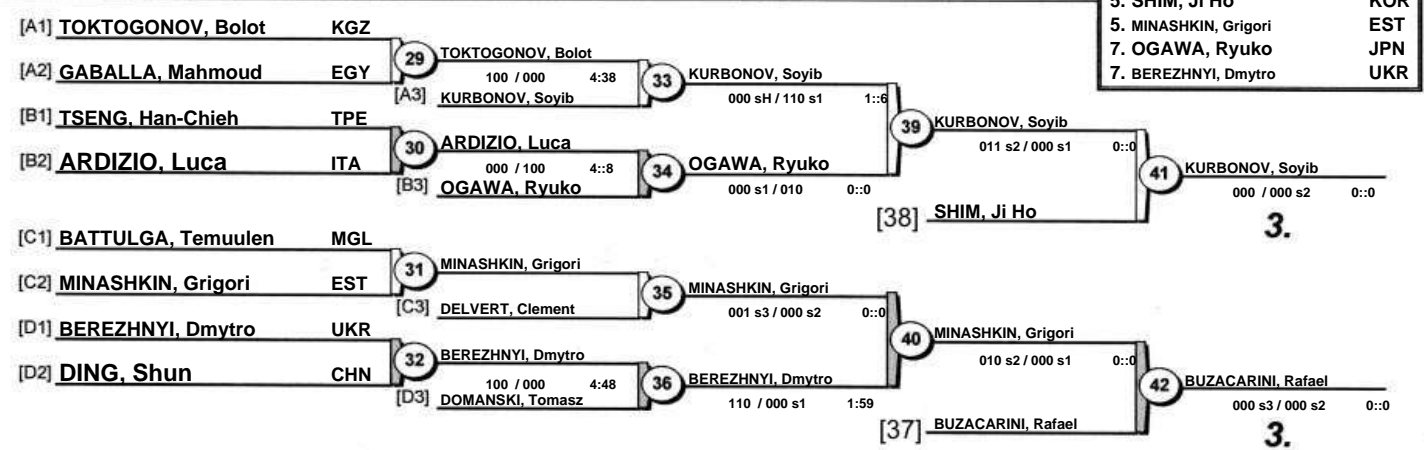 5. SHIM, Ji Ho KOR
5. MINASHKIN, Grigori EST
7. OGAWA, Ryuko JPN
7. BEREZHNYI, Dmytro UKR
[A1] TOKTOGONOV, Bolot KGZ
29
TOKTOGONOV, Bolot
[A2] GABALLA, Mahmoud EGY
100 / 000 4:38
[A3] KURBONOV, Soyib
33
KURBONOV, Soyib
000 sH / 110 s1 1::6
[B1] TSENG, Han-Chieh TPE
30
ARDIZIO, Luca
[B2] ARDIZIO, Luca ITA
000 / 100 4::8
[B3] OGAWA, Ryuko
34
OGAWA, Ryuko
000 s1 / 010 0::0
39
KURBONOV, Soyib
011 s2 / 000 s1 0::0
[38] SHIM, Ji Ho
41
KURBONOV, Soyib
000 / 000 s2 0::0
3.
[C1] BATTULGA, Temuulen MGL
31
MINASHKIN, Grigori
[C2] MINASHKIN, Grigori EST
[C3] DELVERT, Clement
35
MINASHKIN, Grigori
001 s3 / 000 s2 0::0
[D1] BEREZHNYI, Dmytro UKR
32
BEREZHNYI, Dmytro
[D2] DING, Shun CHN
100 / 000 4:48
[D3] DOMANSKI, Tomasz
36
BEREZHNYI, Dmytro
110 / 000 s1 1:59
40
MINASHKIN, Grigori
010 s2 / 000 s1 0::0
[37] BUZACARINI, Rafael
42
BUZACARINI, Rafael
000 s3 / 000 s2 0::0
3.